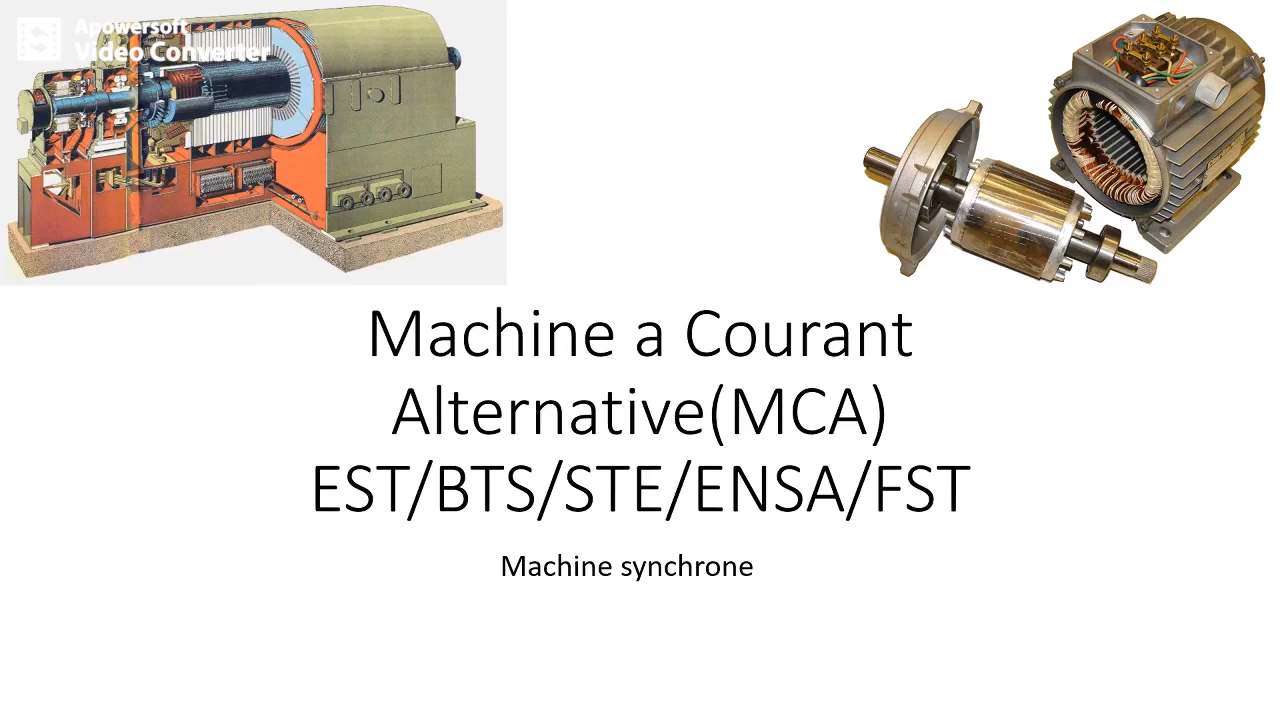 Apowersoft
Video Converter
Machine a Courant
Alternative(MCA)
EST/BTS/STE/ENSA/FST
Machine synchrone